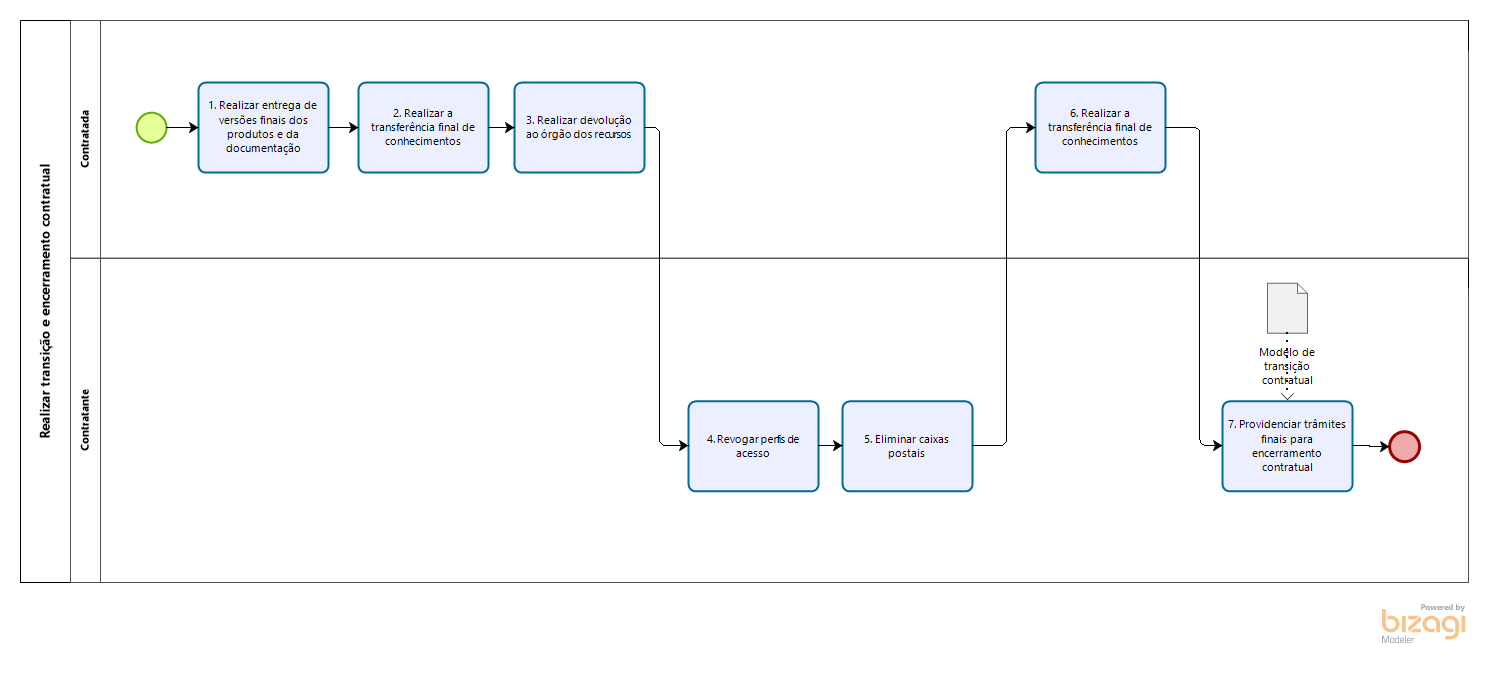 Realizar transição e encerramento contratual
Contratada
1. Realizar entrega de
versões finais dos
produtos e da
documentação
2. Realizar a
transferência final de
conhecimentos
3. Realizar devolução
ao órgão dos recursos
6. Realizar a
transferência final de
conhecimentos
Contratante
4. Revogar perfis de
acesso
5. Eliminar caixas
postais
Modelo de
transição
contratual
7. Providenciar trâmites
finais para
encerramento
contratual
Powered by
bizagi
Modeler